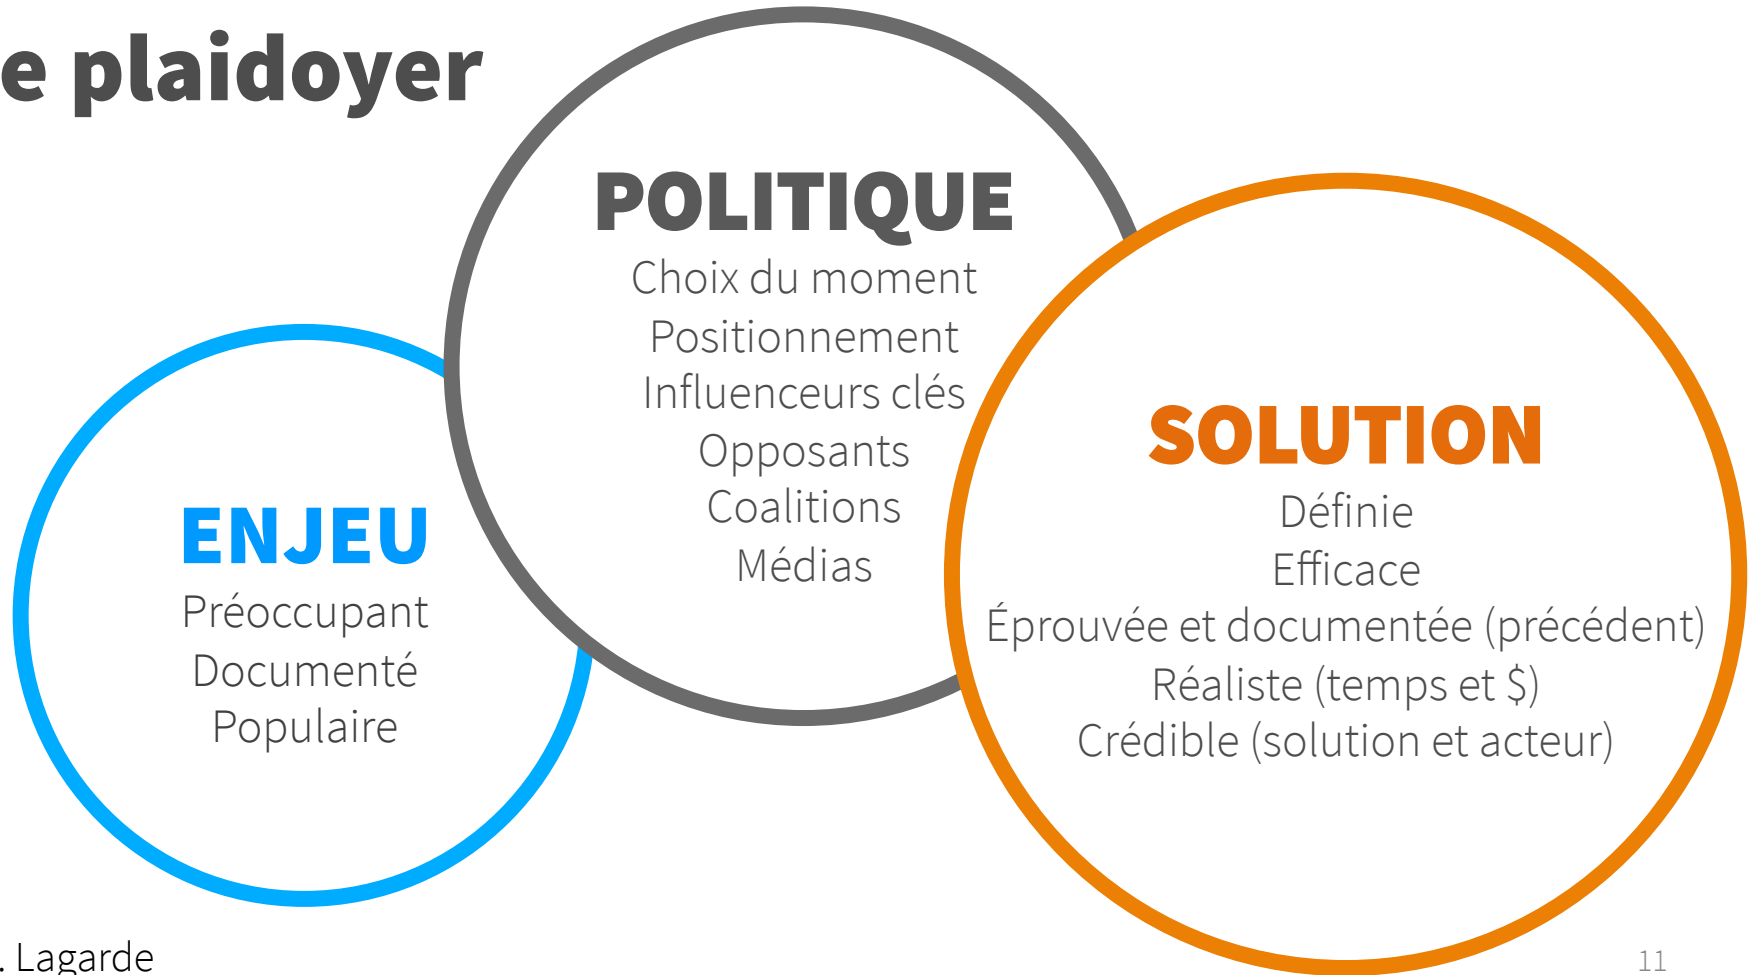 e plaidoyer
POLITIQUE
Choix du moment
Positionnement
Influenceurs clés
Opposants
Coalitions
Médias
ENJEU
Préoccupant
Documenté
Populaire
SOLUTION
Définie
Efficace
Éprouvée et documentée (précédent)
Réaliste (temps et $)
Crédible (solution et acteur)
. Lagarde
11